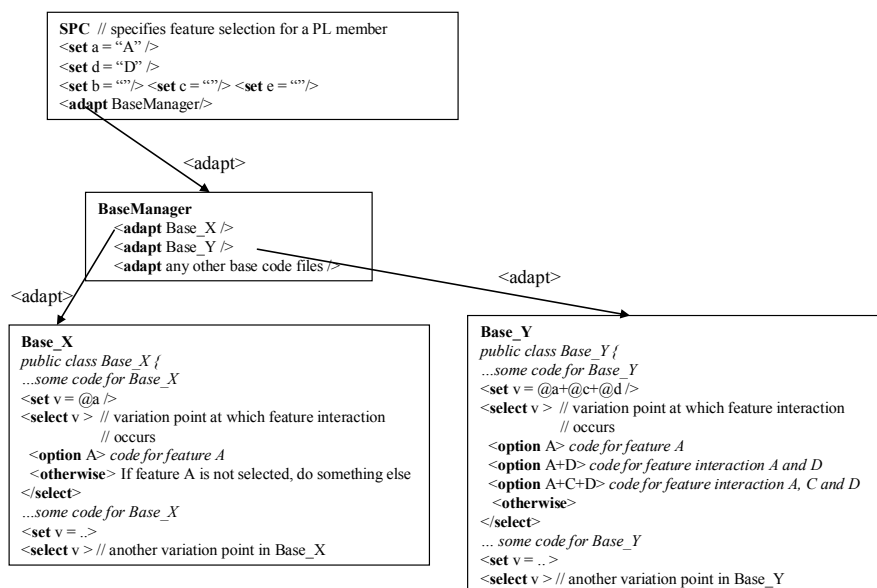 SPC // specifies feature selection for a PL member
<set a = “A” />
<set d = “D” />
<set b = “”/> <set c = “”/> <set e = “”/>
<adapt BaseManager/>
<adapt>
BaseManager
<adapt Base_X />
<adapt Base_Y />
<adapt any other base code files />
<adapt>
<adapt>
Base_X
public class Base_X {
…some code for Base_X
<set v = @a />
<select v > // variation point at which feature interaction
// occurs
<option A> code for feature A
<otherwise> If feature A is not selected, do something else
</select>
…some code for Base_X
<set v = ..>
<select v > // another variation point in Base_X
Base_Y
public class Base_Y {
…some code for Base_Y
<set v = @a+@c+@d />
<select v > // variation point at which feature interaction
// occurs
<option A> code for feature A
<option A+D> code for feature interaction A and D
<option A+C+D> code for feature interaction A, C and D
<otherwise>
</select>
… some code for Base_Y
<set v = .. >
<select v > // another variation point in Base_Y